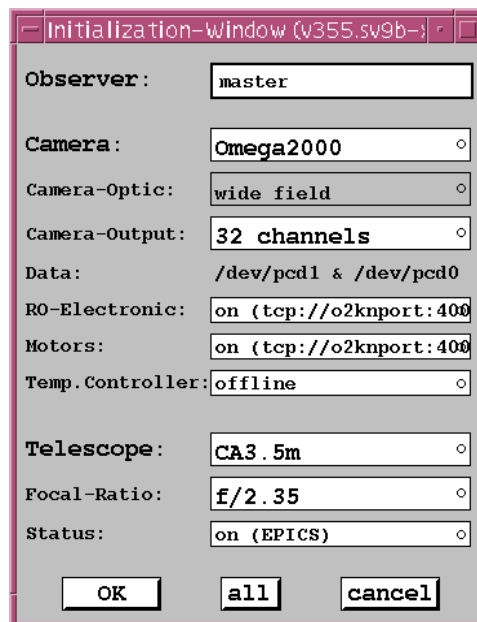 Initialization-Window (v355.sv9b-
Observer: master
Camera: Omega2000
Camera-Optic: wide field
Camera-Output: 32 channels
Data: /dev/pcd1 & /dev/pcd0
RO-Electronic: on (tcp://o2knport:400
Motors: on (tcp://o2knport:400
Temp.Controller: offline
Telescope: CA3.5m
Focal-Ratio: f/2.35
Status: on (EPICS)
OK all cancel